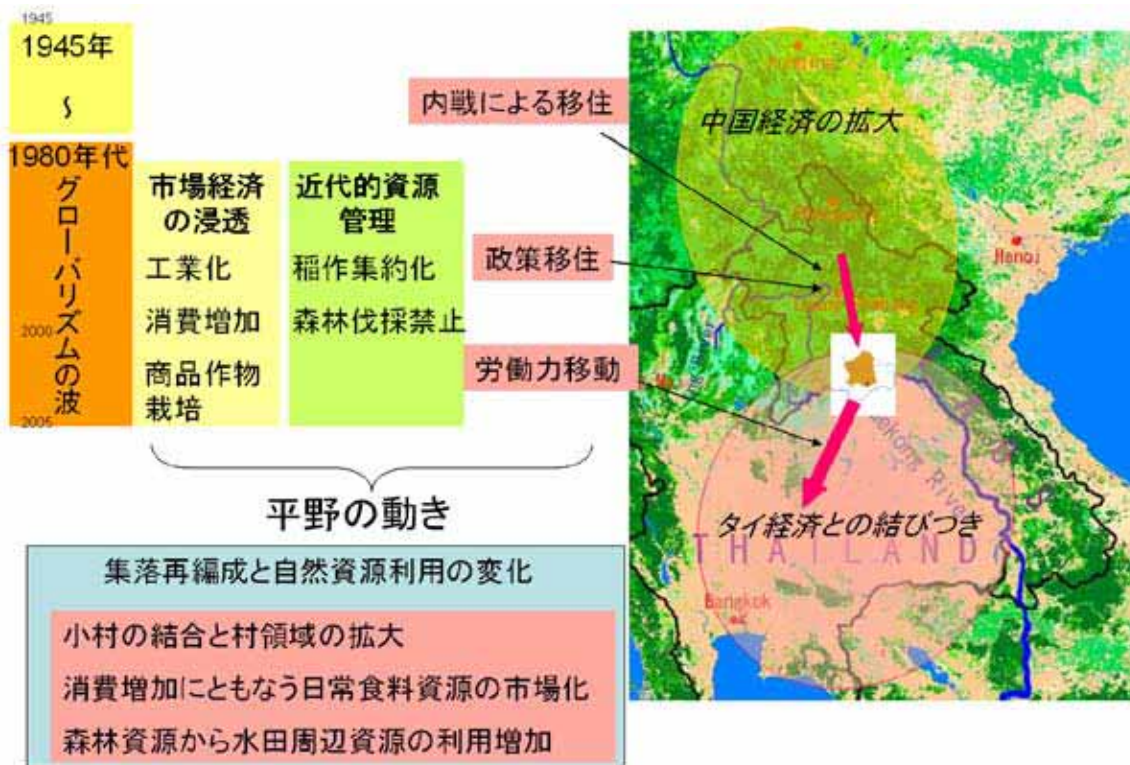 1945
1945年
～
1980年代
グローバリズムの波
2000
2005
市場経済
の浸透
工業化
消費増加
商品作物
栽培
近代的資源
管理
稲作集約化
森林伐採禁止
内戦による移住
政策移住
労働力移動
平野の動き
集落再編成と自然資源利用の変化
小村の結合と村領域の拡大
消費増加にともなう日常食料資源の市場化
森林資源から水田周辺資源の利用増加
中国経済の拡大
Hanoi
River
タイ経済との結びつき
THAILAND
Bangkok